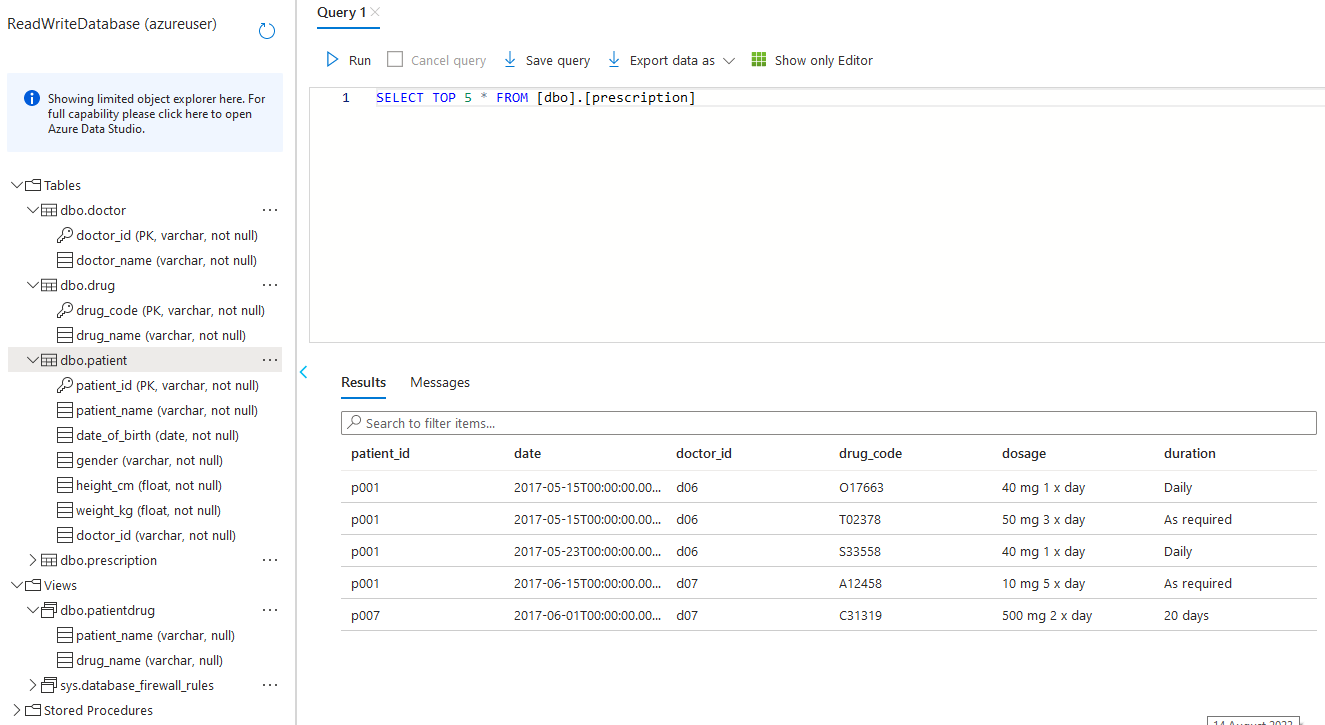 ReadWriteDatabase (azureuser)
Showing limited object explorer here. For
full capability please click here to open
Azure Data Studio.
Tables
dbo.doctor
doctor_id (PK, varchar, not null)
doctor_name (varchar, not null)
dbo.drug
drug_code (PK, varchar, not null)
drug_name (varchar, not null)
dbo.patient
patient_id (PK, varchar, not null)
patient_name (varchar, not null)
date_of_birth (date, not null)
gender (varchar, not null)
height_cm (float, not null)
weight_kg (float, not null)
doctor_id (varchar, not null)
dbo.prescription
Views
dbo.patientdrug
patient_name (varchar, null)
drug_name (varchar, null)
sys.database_firewall_rules
Stored Procedures
Query 1
Run Cancel query Save query Export data as Show only Editor
1 SELECT TOP 5 * FROM [dbo].[prescription]
Results Messages
Search to filter items...
patient_id date doctor_id drug_code dosage duration
p001 2017-05-15T00:00:00.00... d06 O17663 40 mg 1 x day Daily
p001 2017-05-15T00:00:00.00... d06 T02378 50 mg 3 x day As required
p001 2017-05-23T00:00:00.00... d06 S33558 40 mg 1 x day Daily
p001 2017-06-15T00:00:00.00... d07 A12458 10 mg 5 x day As required
p007 2017-06-01T00:00:00.00... d07 C31319 500 mg 2 x day 20 days